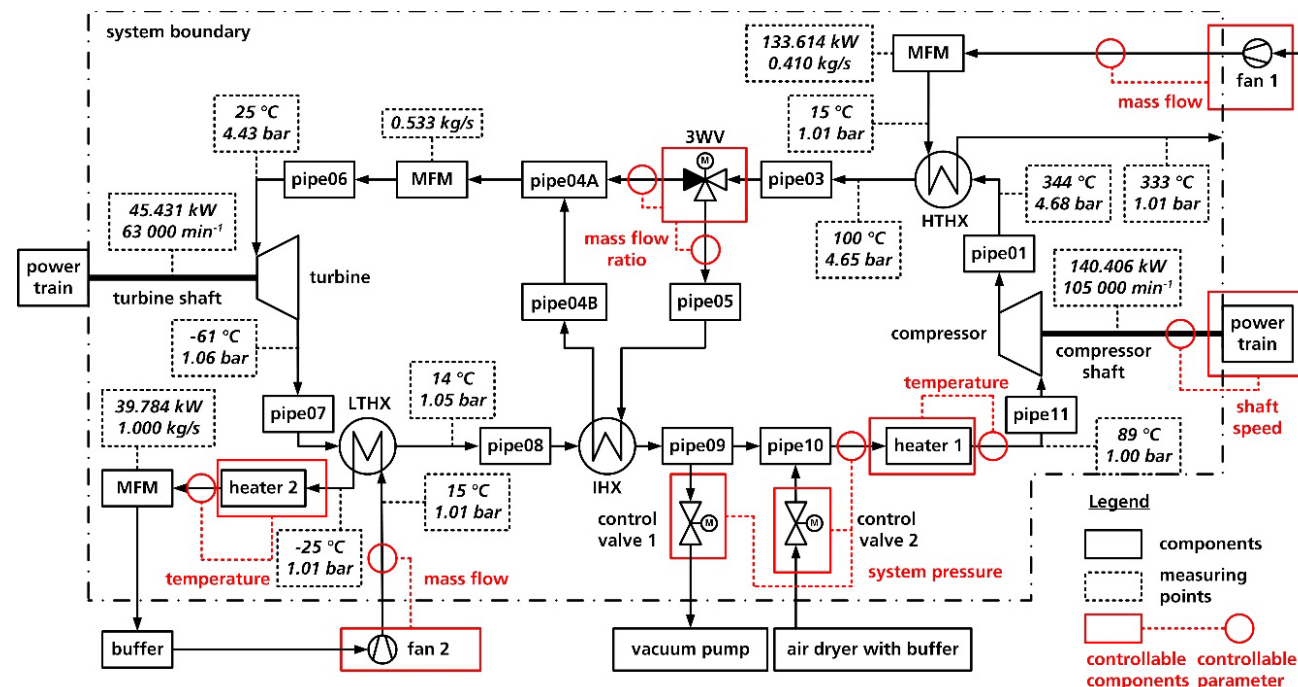 system boundary
133.614 kW
0.410 kg/s
MFM
fan 1
mass flow
25 °C
4.43 bar
0.533 kg/s
15 °C
1.01 bar
3WV
M
pipe06
MFM
pipe04A
pipe03
HTHX
344 °C
4.68 bar
333 °C
1.01 bar
45.431 kW
63 000 min-1
mass flow
ratio
100 °C
4.65 bar
pipe01
power
train
turbine shaft
turbine
pipe04B
pipe05
140.406 kW
105 000 min-1
compressor
compressor
shaft
power
train
-61 °C
1.06 bar
14 °C
1.05 bar
temperature
shaft
speed
39.784 kW
1.000 kg/s
pipe07
LTHX
pipe08
IHX
pipe09
pipe10
heater 1
pipe11
89 °C
1.00 bar
MFM
heater 2
15 °C
1.01 bar
control
valve 1
M
M
control
valve 2
-25 °C
1.01 bar
temperature
mass flow
system pressure
buffer
fan 2
vacuum pump
air dryer with buffer
Legend
components
measuring
points
controllable
components
controllable
parameter